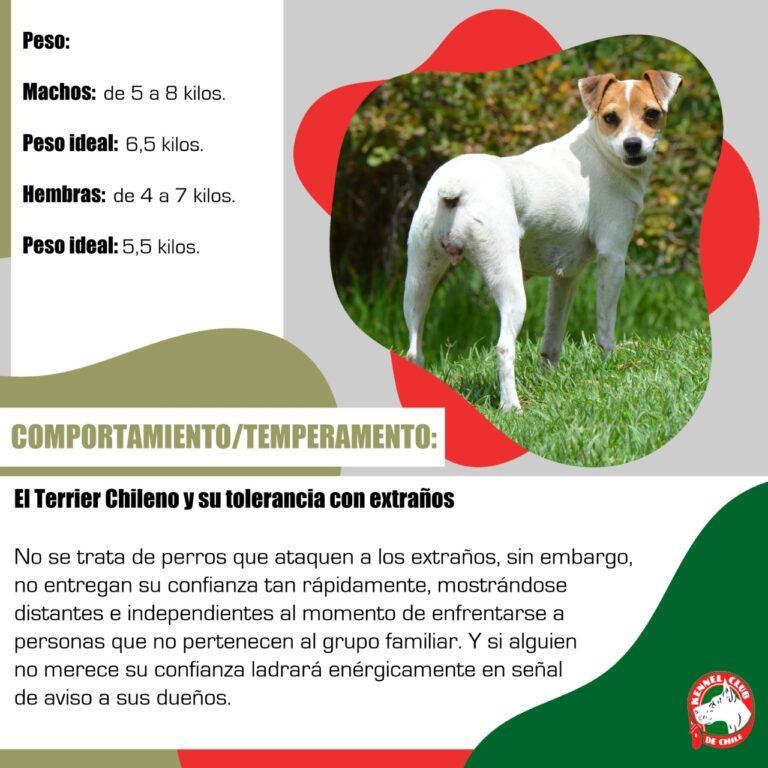 Peso:
Machos: de 5 a 8 kilos.
Peso ideal: 6,5 kilos.
Hembras: de 4 a 7 kilos.
Peso ideal: 5,5 kilos.
COMPORTAMIENTO/TEMPERAMENTO:
El Terrier Chileno y su tolerancia con extraños
No se trata de perros que ataquen a los extraños, sin embargo,
no entregan su confianza tan rápidamente, mostrándose
distantes e independientes al momento de enfrentarse a
personas que no pertenecen al grupo familiar. Y si alguien
no merece su confianza ladrará enérgicamente en señal
de aviso a sus dueños.
KENNEL CLUB
DE CHILE